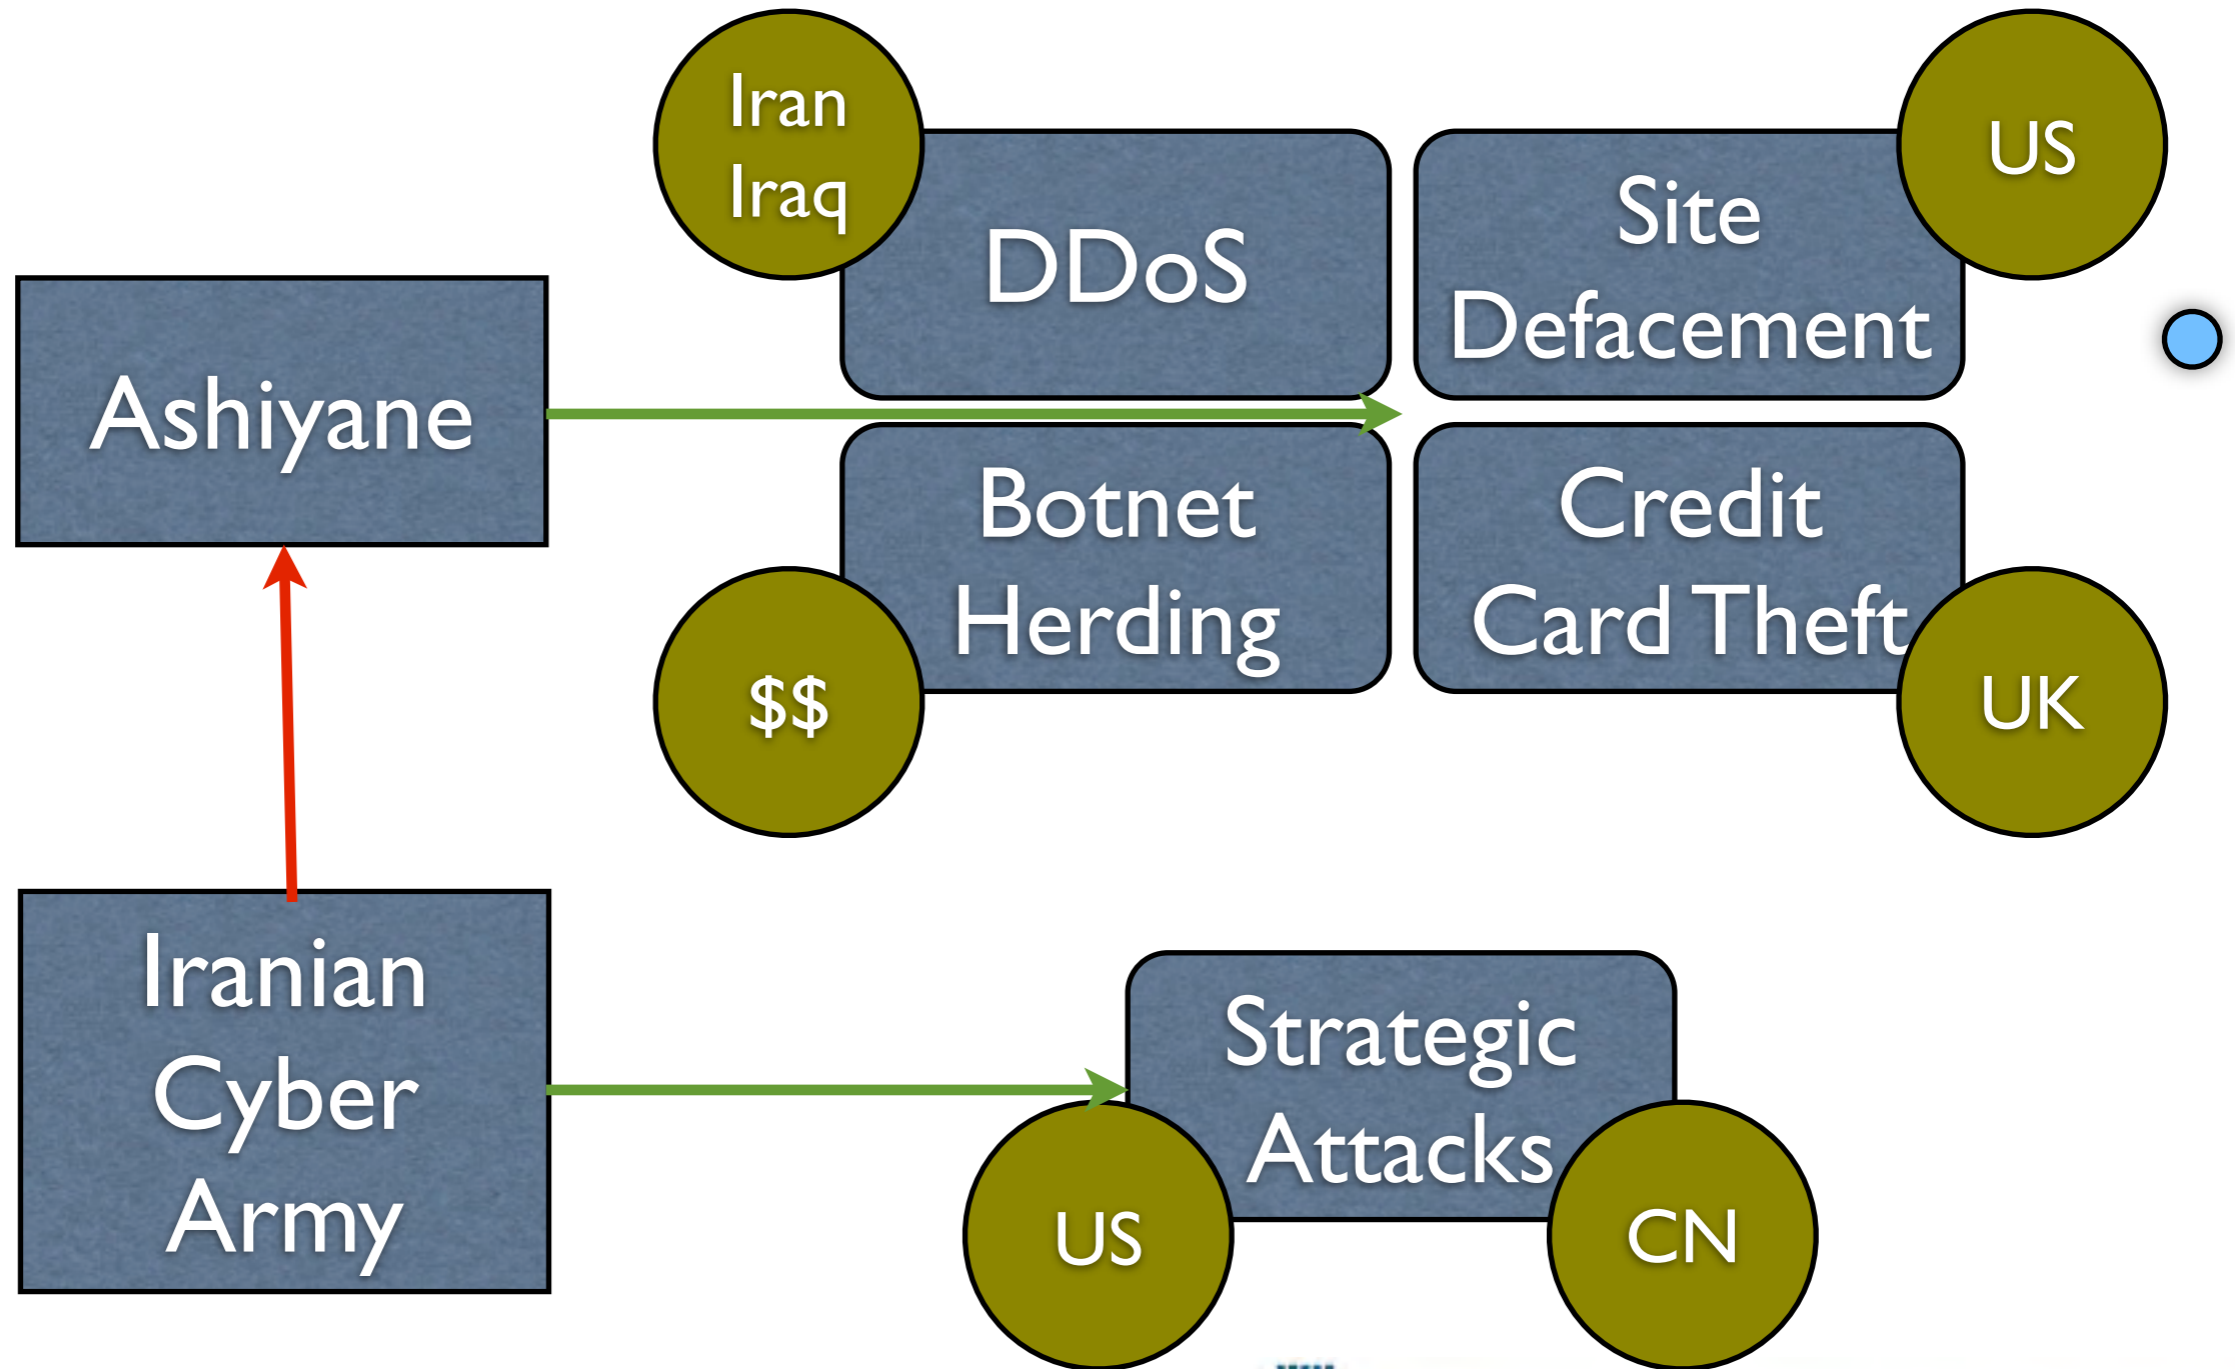 Iran
Iraq
DDoS
Site
Defacement
US
Ashiyane
Botnet
Herding
$$
Credit
Card Theft
UK
Iranian
Cyber
Army
Strategic
Attacks
US
CN